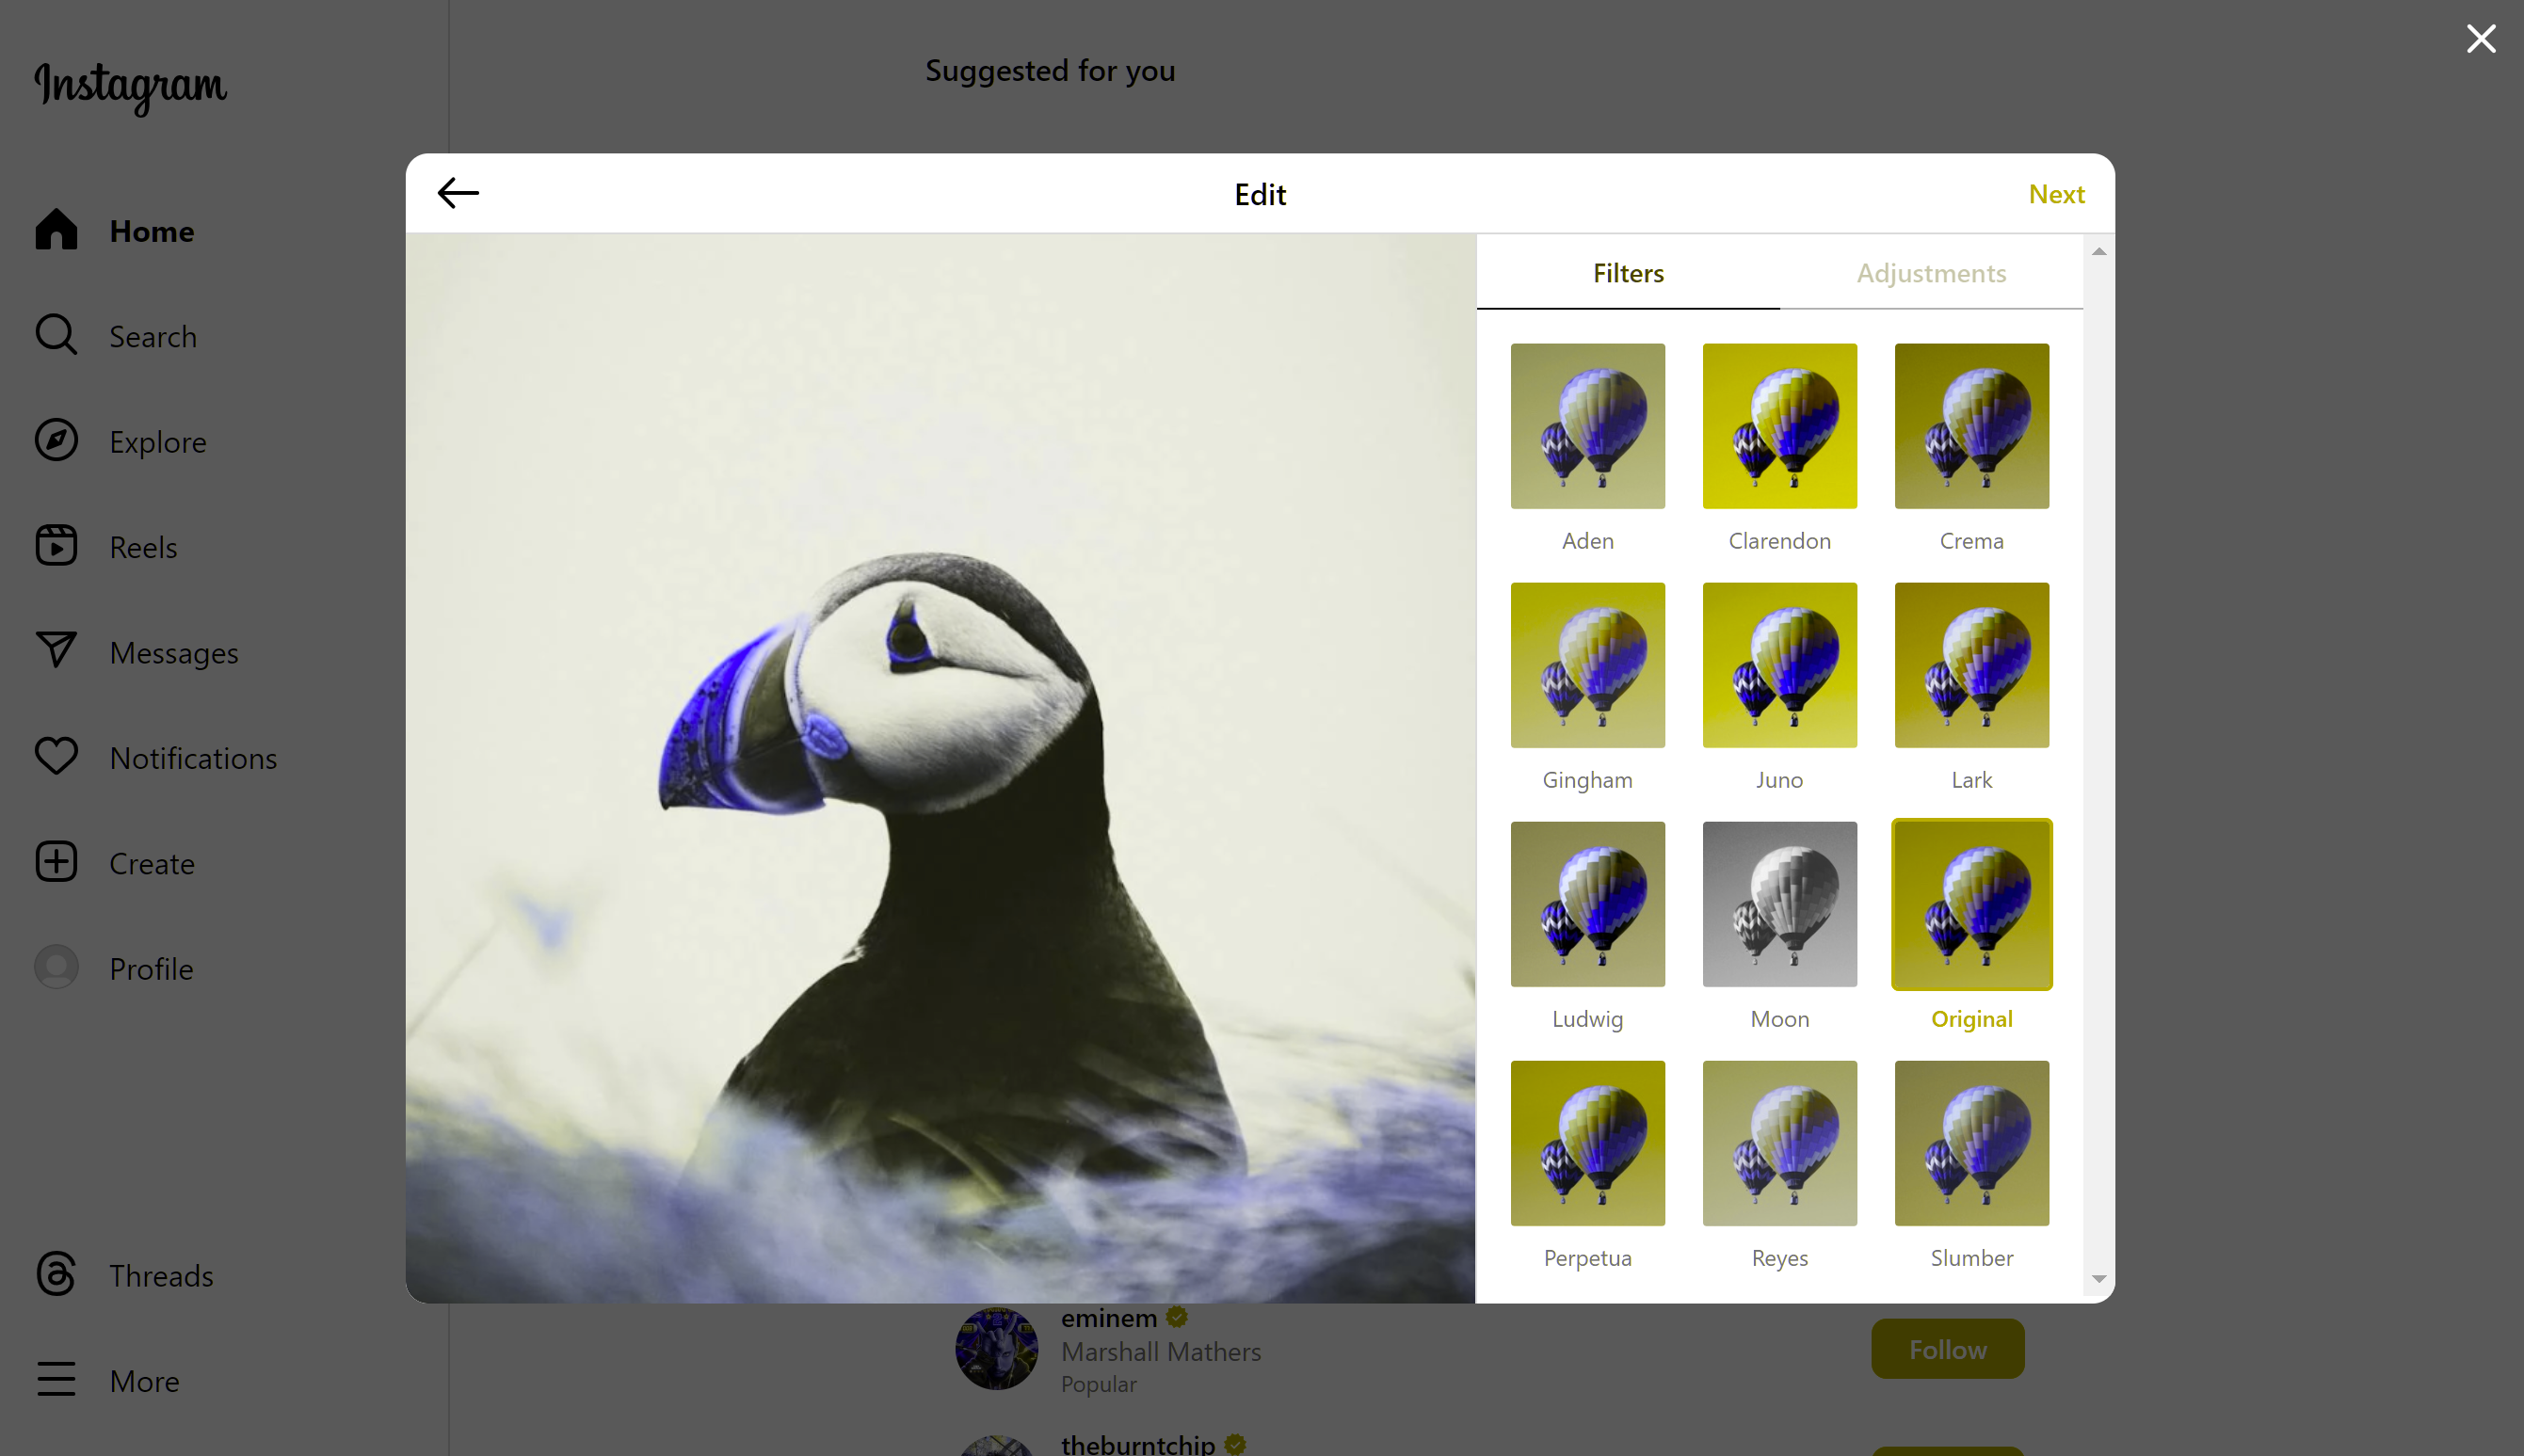 Instagram
Home
Search
Explore
Reels
Messages
Notifications
Create
Profile
Threads
More
Suggested for you
Edit
Next
Filters
Adjustments
Aden
Clarendon
Crema
Gingham
Juno
Lark
Ludwig
Moon
Original
Perpetua
Reyes
Slumber
eminem
Marshall Mathers
Popular
Follow
theburntchip